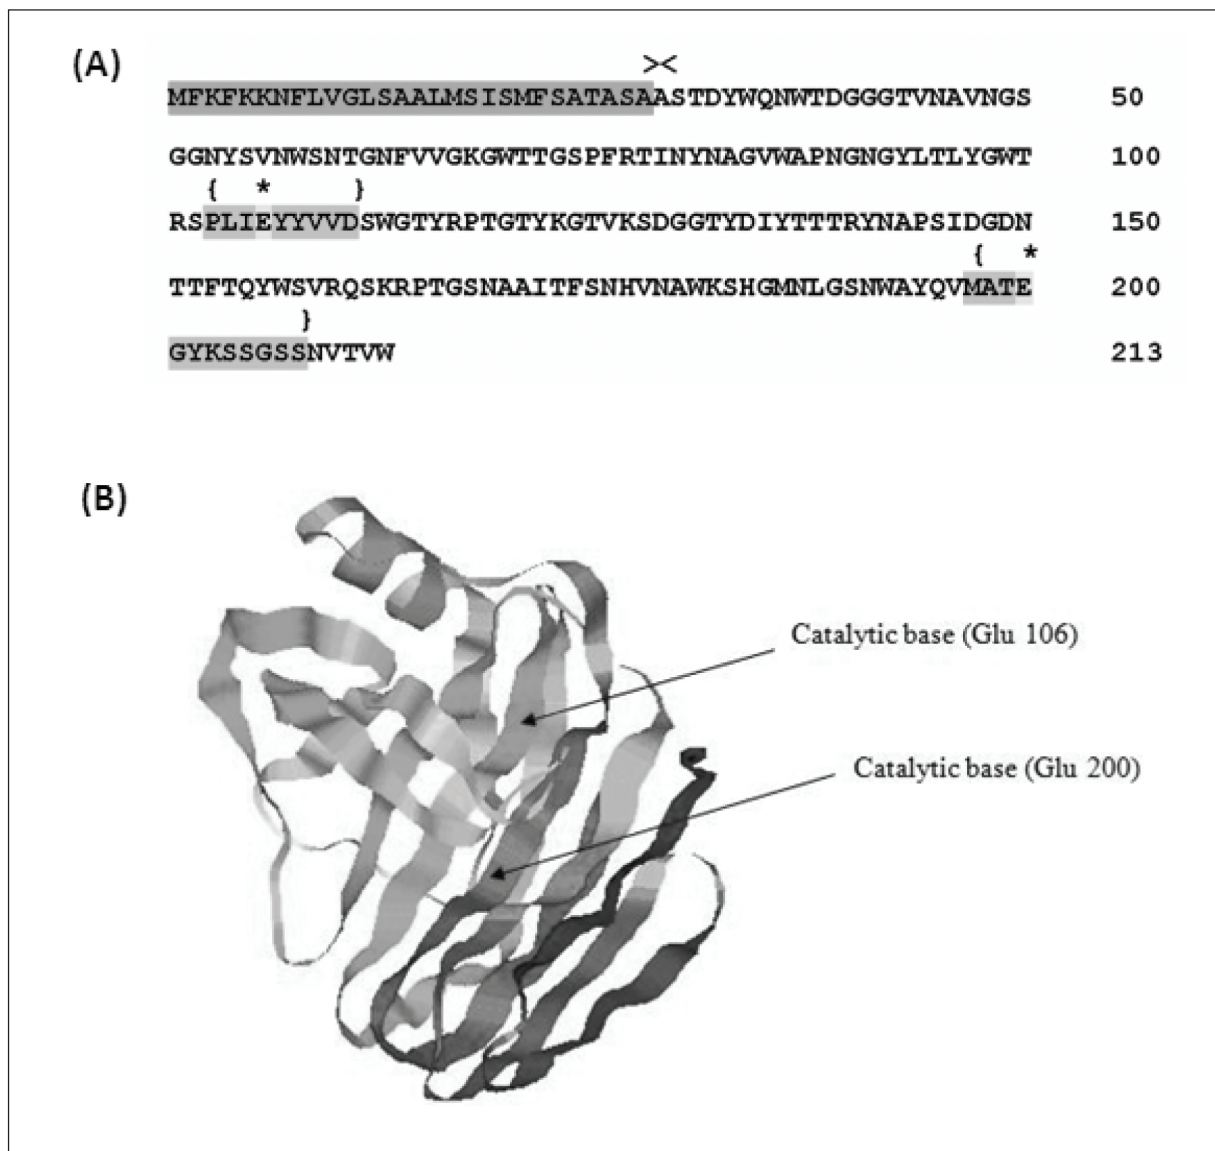 (A)
><
MFKFKKNFLVGLSAALMSISMFSATASAASTDYWQNWTDGGGTVNAVNGS 50
GGNYSVNWSNTGNFVVGKGWTTGSPFRTINYNAGVWAPNGNGYLTLYGWT 100
{ * }
RSPLIEYYVVDSWGTYRPTGTYKGTVKSDGGTYDIYTTTRYNAPSIDGDN 150
{ *
TTFTQYWSVRQSKRPTGSNAAITFSNHVNAWKSHGMNLGSNWAYQVMATE 200
}
GYKSSGSSNVTVW 213
(B)
Catalytic base (Glu 106)
Catalytic base (Glu 200)